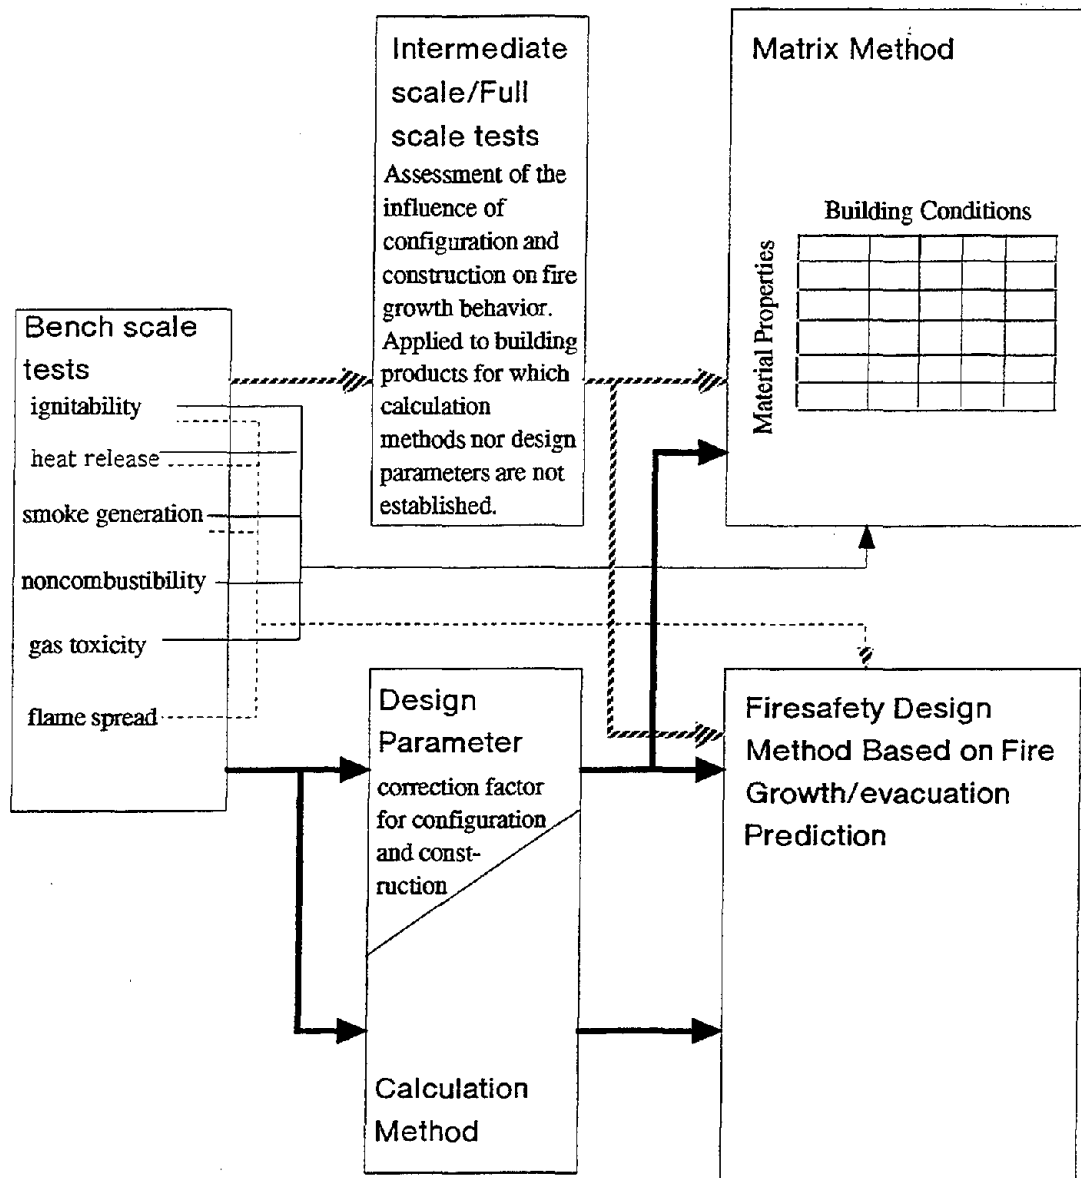 Intermediate
scale/Full
scale tests
Assessment of the
influence of
configuration and
construction on fire
growth behavior.
Applied to building
products for which
calculation
methods nor design
parameters are not
established.
Matrix Method
Building Conditions
Material Properties
Bench scale
tests
ignitability
heat release
smoke generation
noncombustibility
gas toxicity
flame spread
Design
Parameter
correction factor
for configuration
and const-
ruction
Calculation
Method
Firesafety Design
Method Based on Fire
Growth/evacuation
Prediction